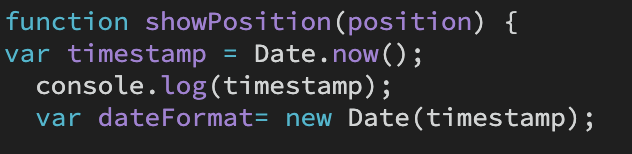 function showPosition(position) {
var timestamp = Date.now();
  console.log(timestamp);
  var dateFormat= new Date(timestamp);